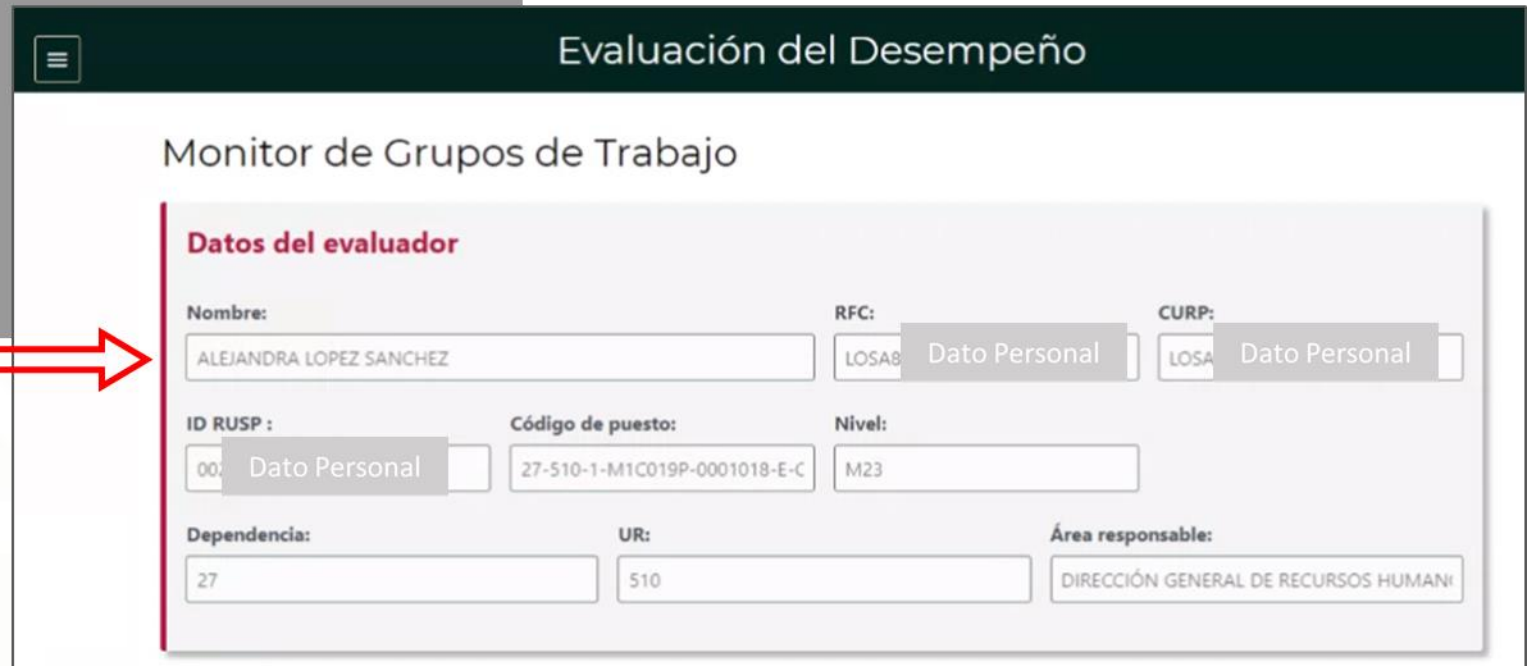 Evaluación del Desempeño
Monitor de Grupos de Trabajo
Datos del evaluador
Nombre: RFC: CURP:
ALEJANDRA LOPEZ SANCHEZ LOSA8 Dato Personal LOSA Dato Personal
ID RUSP : Código de puesto: Nivel:
002 Dato Personal 27-510-1-M1C019P-0001018-E-C M23
Dependencia: UR: Área responsable:
27 510 DIRECCIÓN GENERAL DE RECURSOS HUMAN